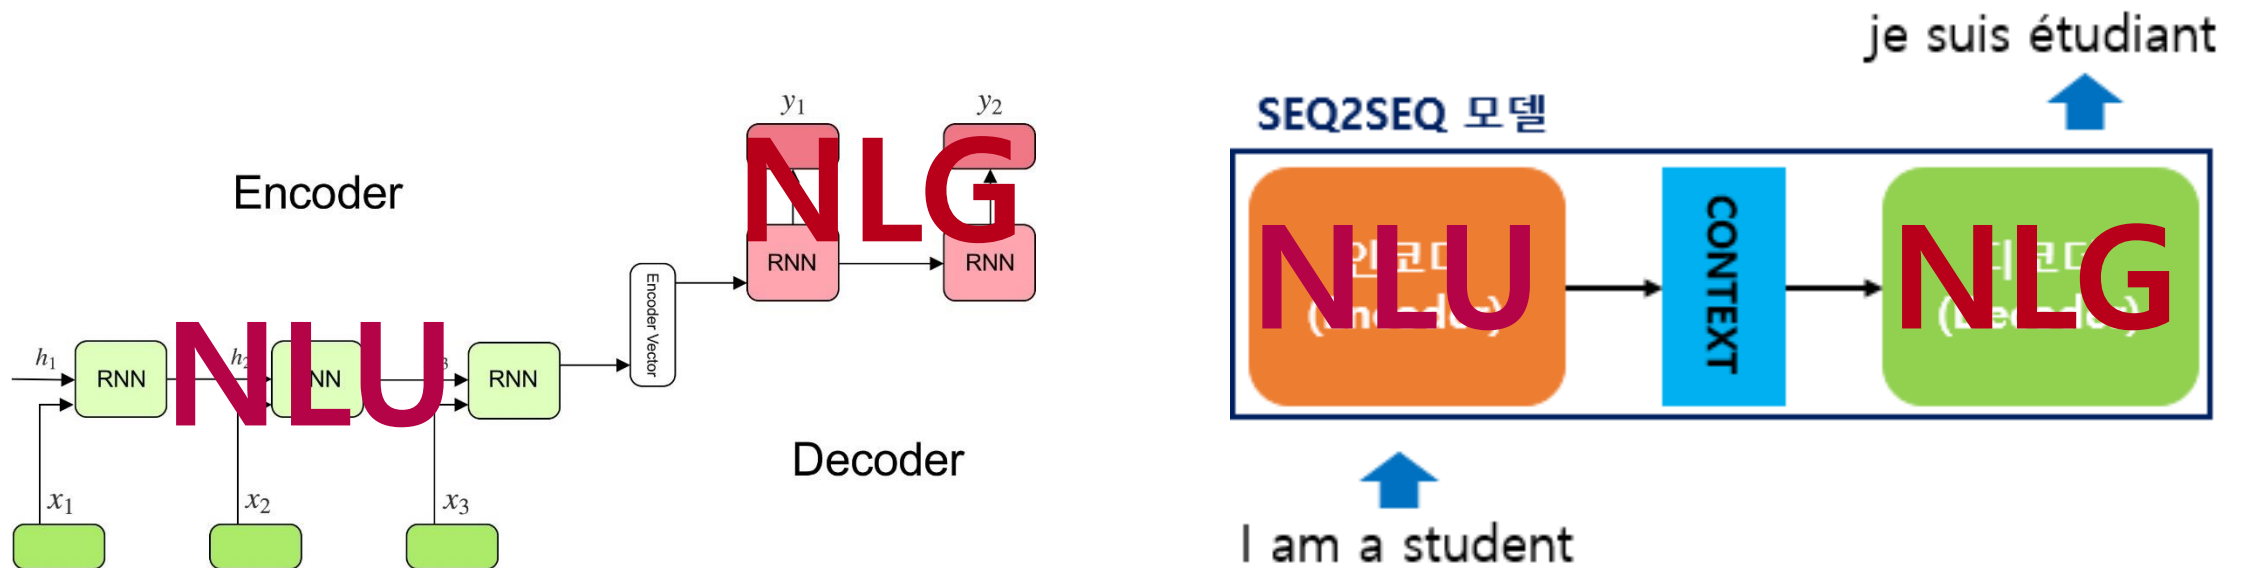 Encoder
y1
y2
NLG
RNN
RNN
Encoder Vector
h1
RNN
NLU
RNN
x1
x2
x3
Decoder
je suis étudiant
SEQ2SEQ 모델
NLU
CONTEXT
NLG
I am a student